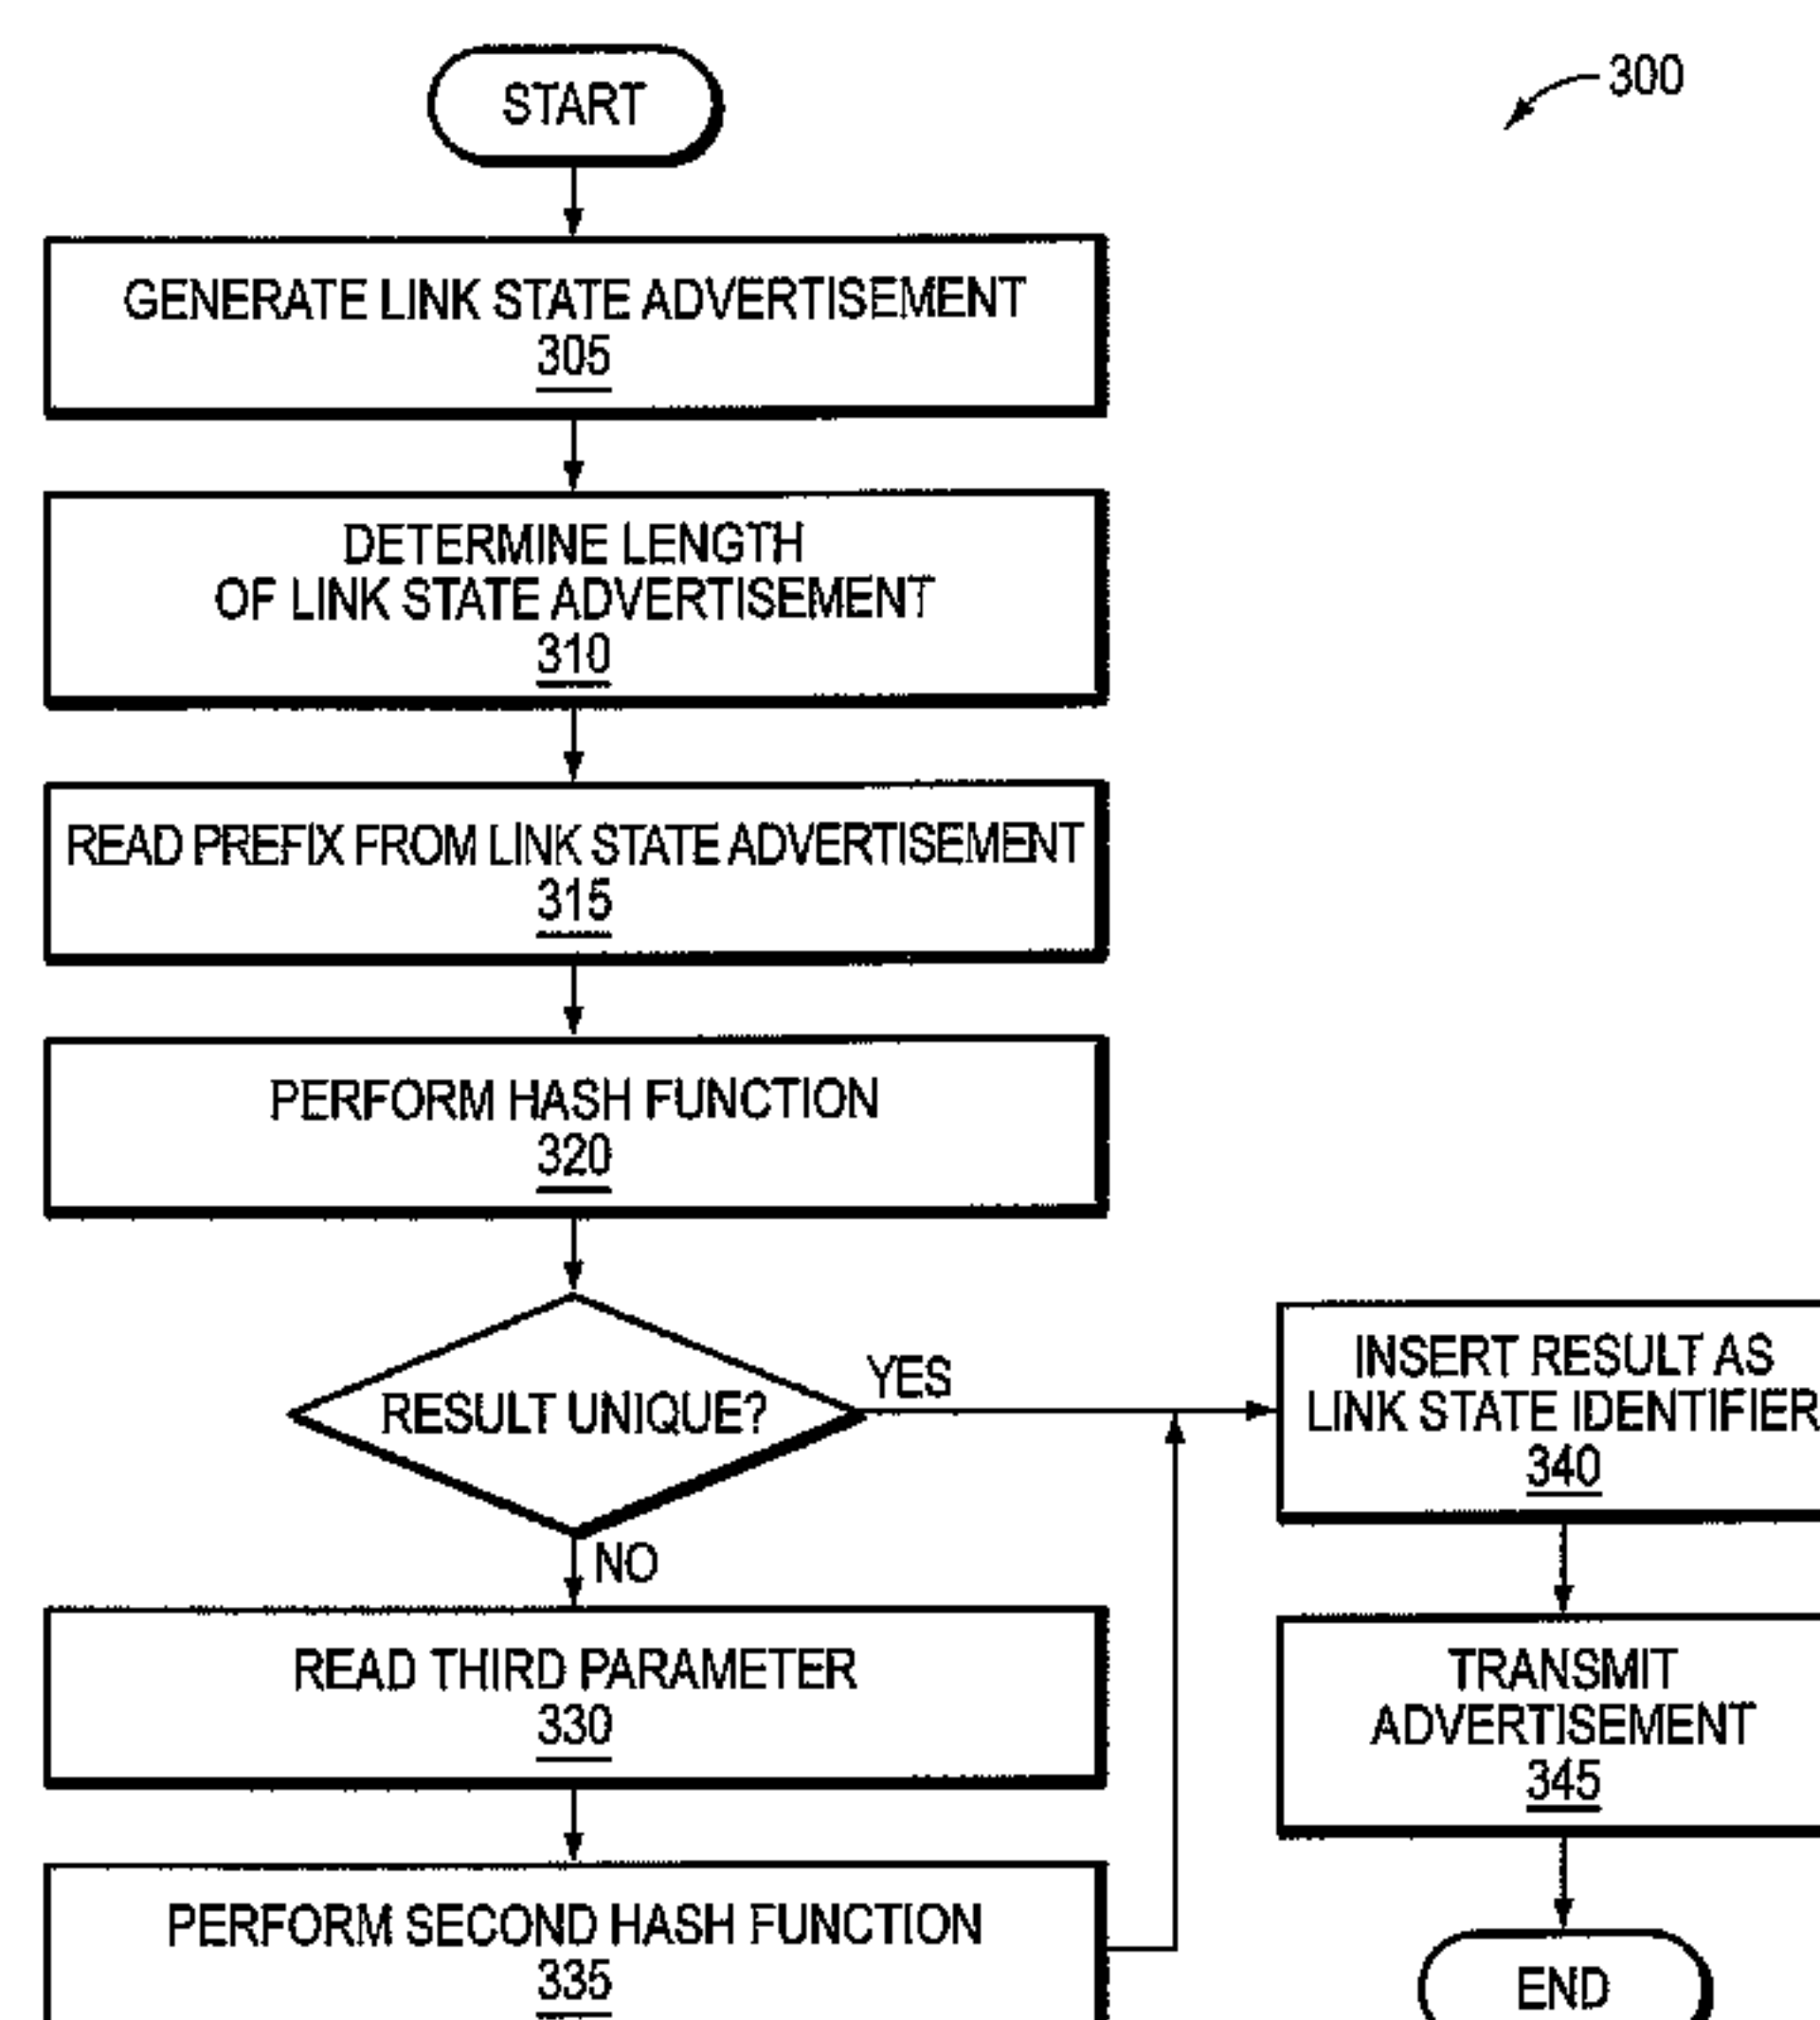 START
300
GENERATE LINK STATE ADVERTISEMENT
305
DETERMINE LENGTH
OF LINK STATE ADVERTISEMENT
310
READ PREFIX FROM LINK STATE ADVERTISEMENT
315
PERFORM HASH FUNCTION
320
RESULT UNIQUE?
YES
NO
INSERT RESULT AS
LINK STATE IDENTIFIER
340
READ THIRD PARAMETER
330
TRANSMIT
ADVERTISEMENT
345
PERFORM SECOND HASH FUNCTION
335
END